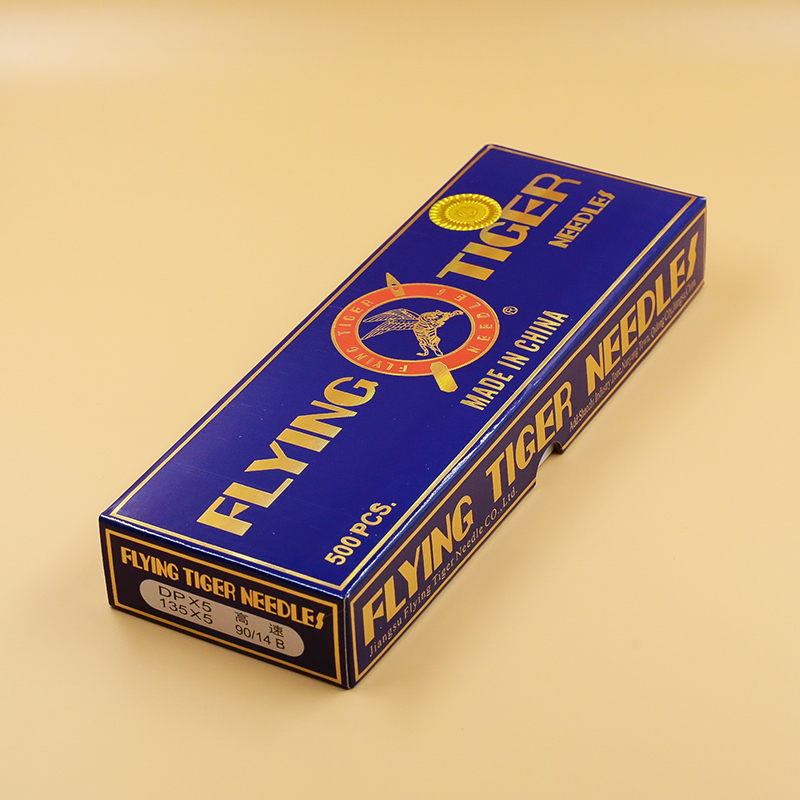 FLYING TIGER
NEEDLES
FLYING TIGER
NEEDLES
®
MADE IN CHINA
500 PCS.
FLYING TIGER NEEDLES
Jiangsu Flying Tiger Needle CO.,Ltd.
FLYING TIGER NEEDLES
DP×5
135×5
高 速
90/14 B